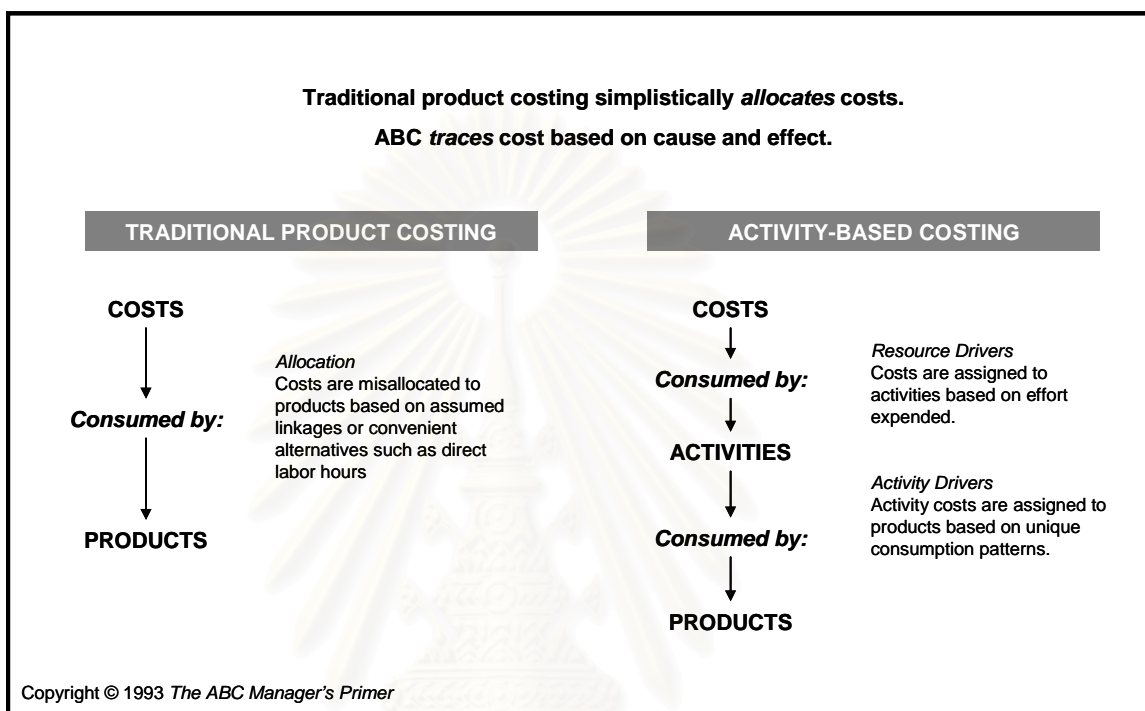 Traditional product costing simplistically allocates costs.
ABC traces cost based on cause and effect.
TRADITIONAL PRODUCT COSTING
COSTS
Consumed by:
PRODUCTS
Allocation
Costs are misallocated to
products based on assumed
linkages or convenient
alternatives such as direct
labor hours
ACTIVITY-BASED COSTING
COSTS
Consumed by:
ACTIVITIES
Consumed by:
PRODUCTS
Resource Drivers
Costs are assigned to
activities based on effort
expended.
Activity Drivers
Activity costs are assigned to
products based on unique
consumption patterns.
Copyright © 1993 The ABC Manager's Primer